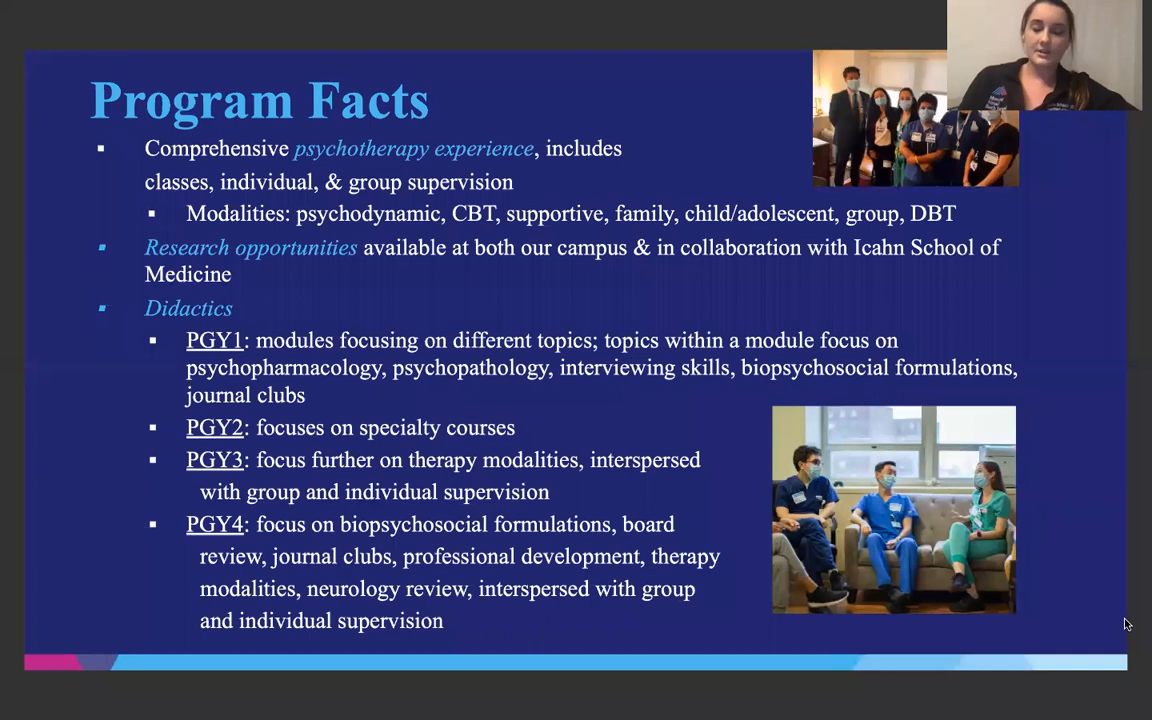 Program Facts
Comprehensive psychotherapy experience, includes
classes, individual, & group supervision
Modalities: psychodynamic, CBT, supportive, family, child/adolescent, group, DBT
Research opportunities available at both our campus & in collaboration with Icahn School of
Medicine
Didactics
PGY1: modules focusing on different topics; topics within a module focus on
psychopharmacology, psychopathology, interviewing skills, biopsychosocial formulations,
journal clubs
PGY2: focuses on specialty courses
PGY3: focus further on therapy modalities, interspersed
with group and individual supervision
PGY4: focus on biopsychosocial formulations, board
review, journal clubs, professional development, therapy
modalities, neurology review, interspersed with group
and individual supervision